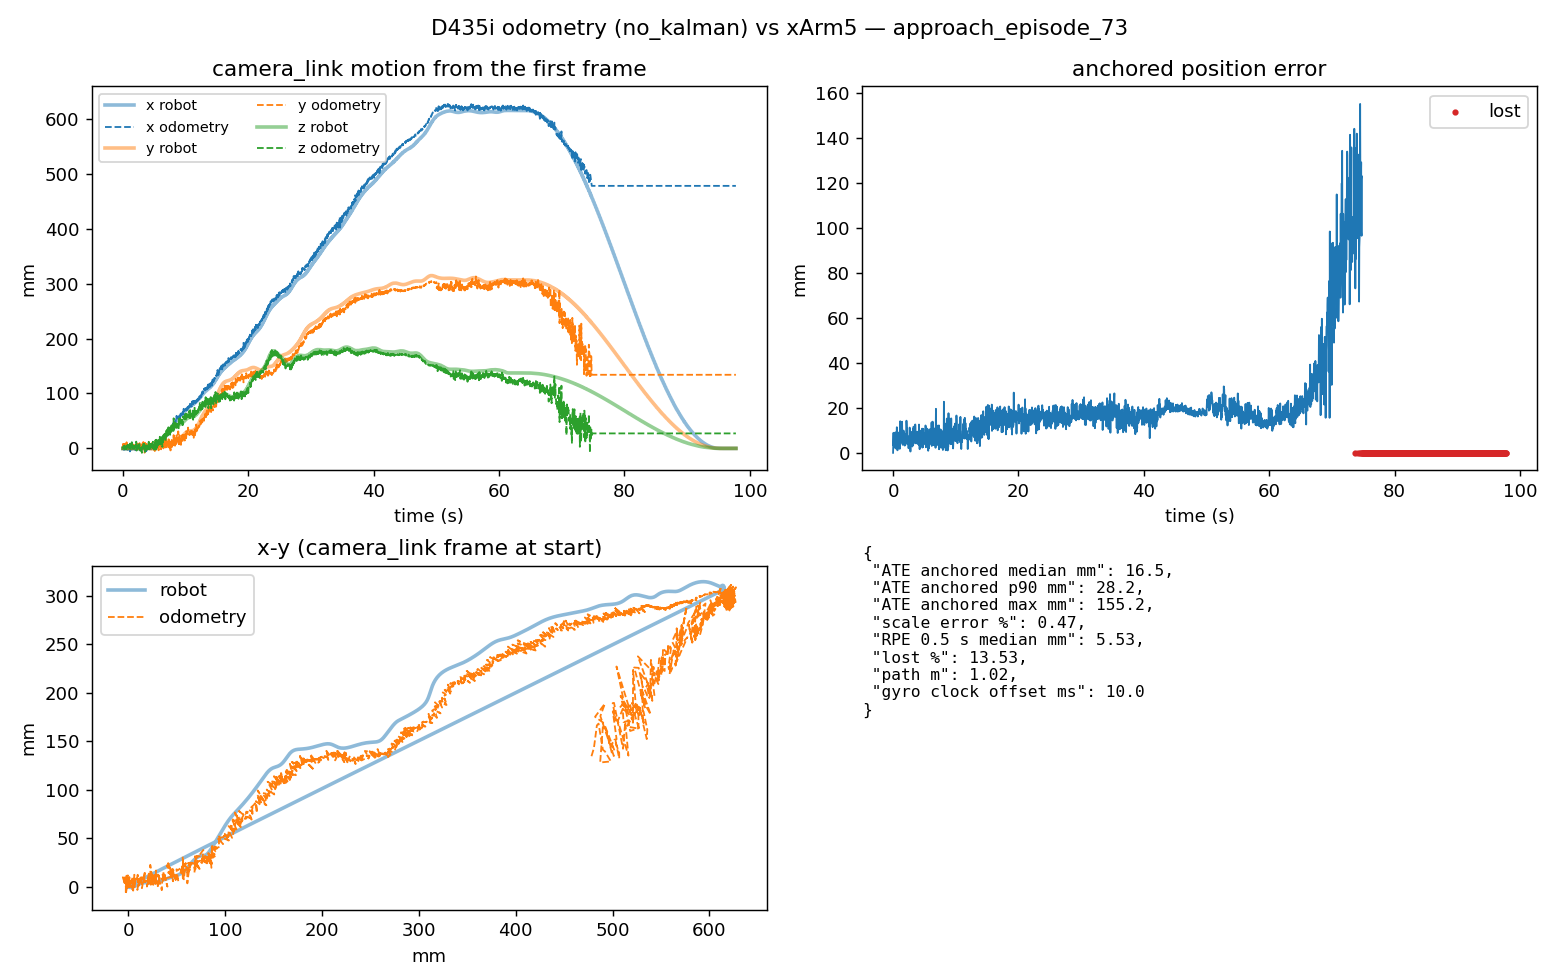 D435i odometry (no_kalman) vs xArm5 — approach_episode_73
camera_link motion from the first frame
x robot
x odometry
y robot
y odometry
z robot
z odometry
600
500
400
300
200
100
0
mm
0 20 40 60 80 100
time (s)
anchored position error
lost
160
140
120
100
80
60
40
20
0
mm
0 20 40 60 80 100
time (s)
x-y (camera_link frame at start)
robot
odometry
300
250
200
150
100
50
0
mm
0 100 200 300 400 500 600
mm
{
"ATE anchored median mm": 16.5,
"ATE anchored p90 mm": 28.2,
"ATE anchored max mm": 155.2,
"scale error %": 0.47,
"RPE 0.5 s median mm": 5.53,
"lost %": 13.53,
"path m": 1.02,
"gyro clock offset ms": 10.0
}